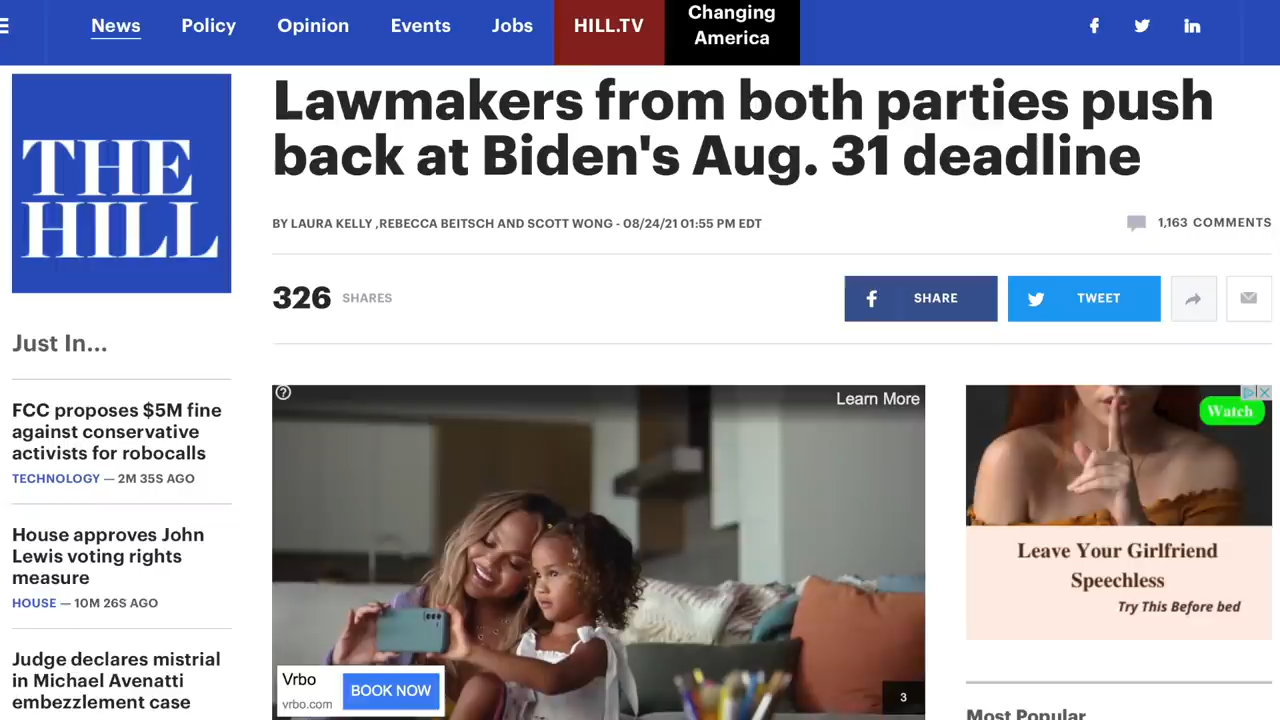 News
Policy
Opinion
Events
Jobs
HILL.TV
Changing
America
THE
HILL
Lawmakers from both parties push
back at Biden's Aug. 31 deadline
BY LAURA KELLY ,REBECCA BEITSCH AND SCOTT WONG - 08/24/21 01:55 PM EDT
1,163 COMMENTS
326 SHARES
SHARE
TWEET
Just In...
FCC proposes $5M fine
against conservative
activists for robocalls
TECHNOLOGY — 2M 35S AGO
House approves John
Lewis voting rights
measure
HOUSE — 10M 26S AGO
Judge declares mistrial
in Michael Avenatti
embezzlement case
Learn More
Vrbo
vrbo.com
BOOK NOW
3
Watch
Leave Your Girlfriend
Speechless
Try This Before bed
Most Popular